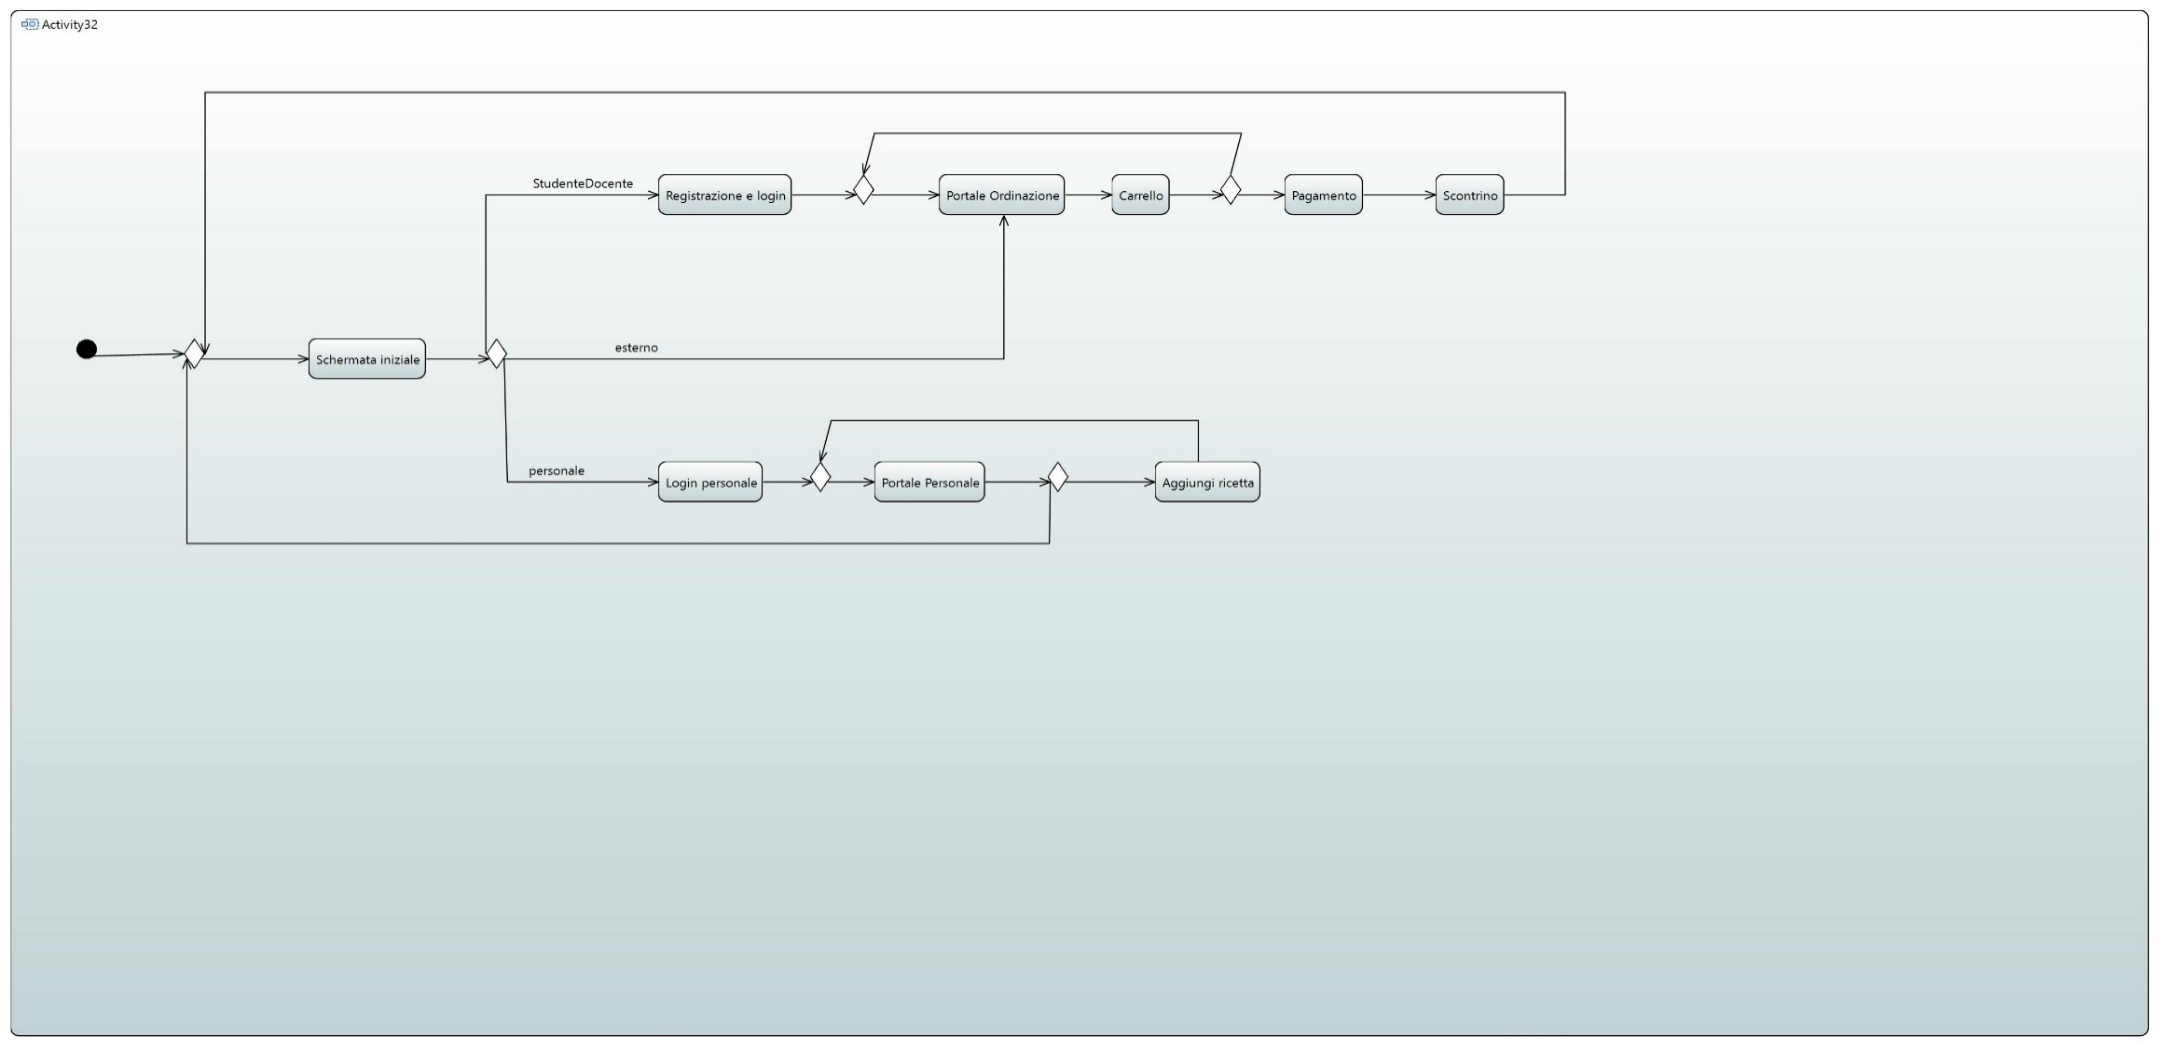 Activity32
StudenteDocente
Registrazione e login
Portale Ordinazione
Carrello
Pagamento
Scontrino
Schermata iniziale
esterno
personale
Login personale
Portale Personale
Aggiungi ricetta